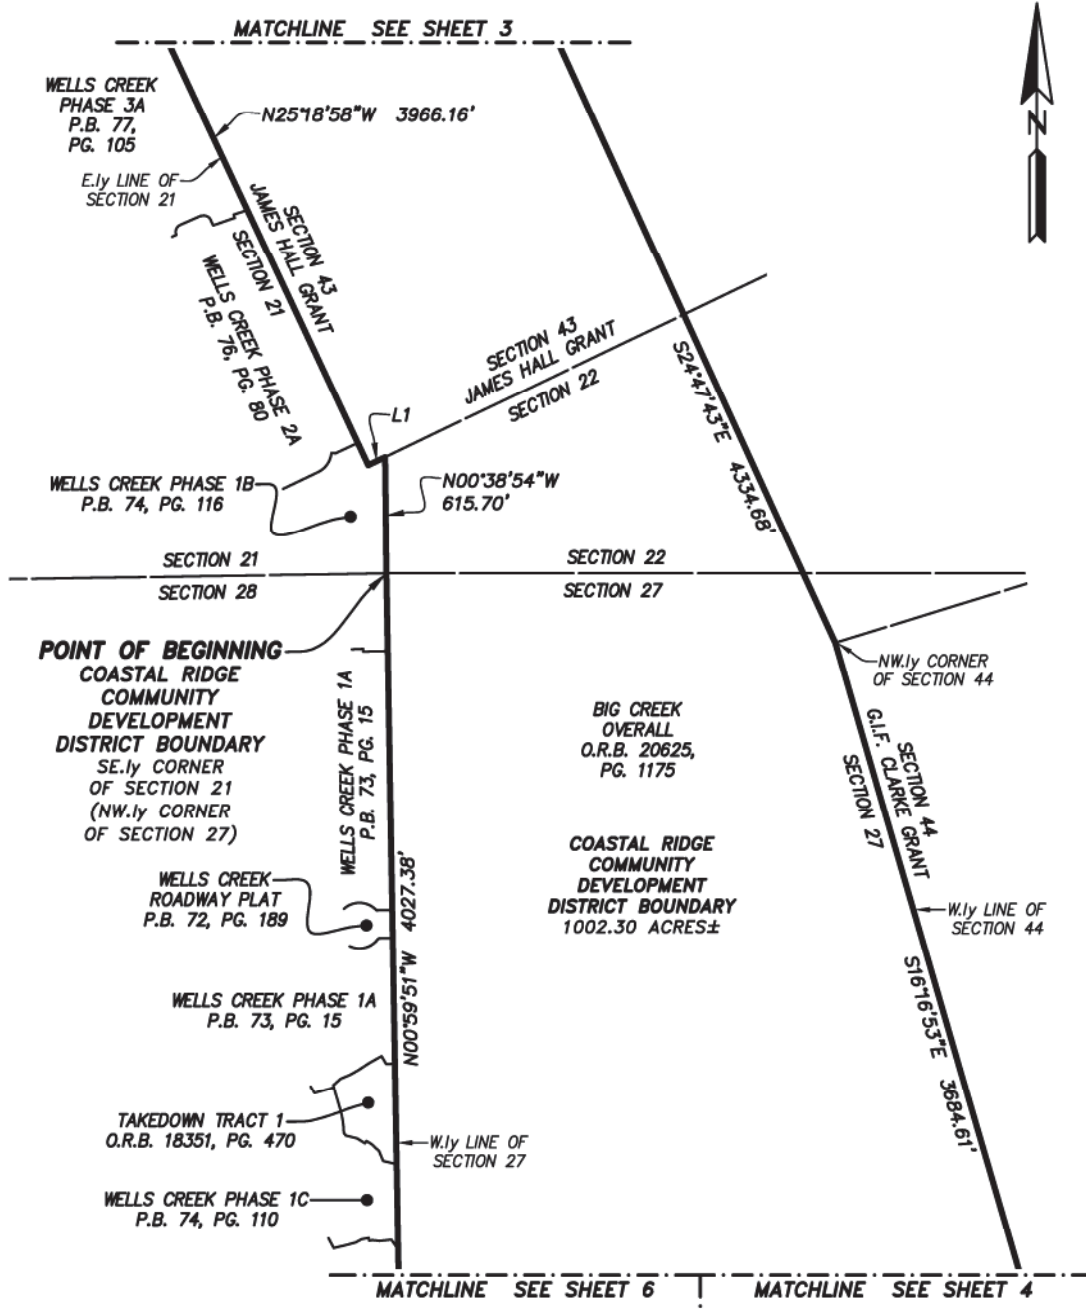 MATCHLINE SEE SHEET 3
WELLS CREEK
PHASE 3A
P.B. 77,
PG. 105
N25°18'58"W 3966.16'
N
E.ly LINE OF
SECTION 21
SECTION 43
JAMES HALL GRANT
SECTION 21
WELLS CREEK PHASE 2A
P.B. 76, PG. 80
SECTION 43
JAMES HALL GRANT
SECTION 22
S24°47'43"E 4334.68'
L1
WELLS CREEK PHASE 1B
P.B. 74, PG. 116
N00°38'54"W
615.70'
SECTION 21
SECTION 22
SECTION 28
SECTION 27
POINT OF BEGINNING
COASTAL RIDGE
COMMUNITY
DEVELOPMENT
DISTRICT BOUNDARY
SE.ly CORNER
OF SECTION 21
(NW.ly CORNER
OF SECTION 27)
WELLS CREEK PHASE 1A
P.B. 73, PG. 15
NW.ly CORNER
OF SECTION 44
BIG CREEK
OVERALL
O.R.B. 20625,
PG. 1175
SECTION 44
G.I.F. CLARKE GRANT
SECTION 27
COASTAL RIDGE
COMMUNITY
DEVELOPMENT
DISTRICT BOUNDARY
1002.30 ACRES±
WELLS CREEK
ROADWAY PLAT
P.B. 72, PG. 189
N00°59'51"W 4027.38'
W.ly LINE OF
SECTION 44
S16°16'53"E 3684.61'
WELLS CREEK PHASE 1A
P.B. 73, PG. 15
TAKEDOWN TRACT 1
O.R.B. 18351, PG. 470
W.ly LINE OF
SECTION 27
WELLS CREEK PHASE 1C
P.B. 74, PG. 110
MATCHLINE SEE SHEET 6
MATCHLINE SEE SHEET 4